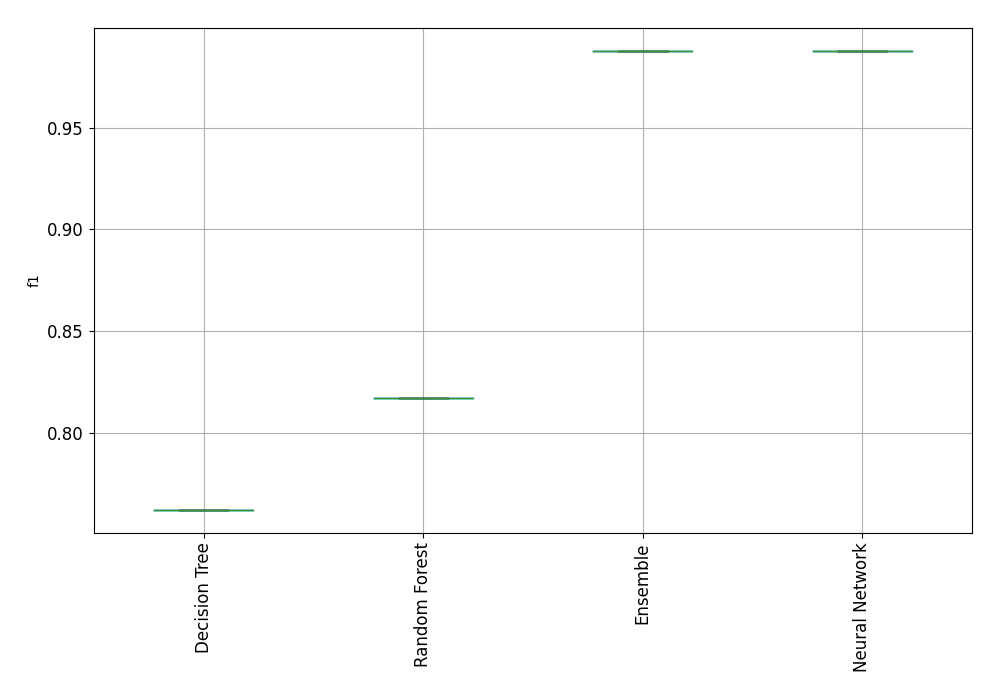 0.95
0.90
0.85
0.80
f1
Decision Tree
Random Forest
Ensemble
Neural Network